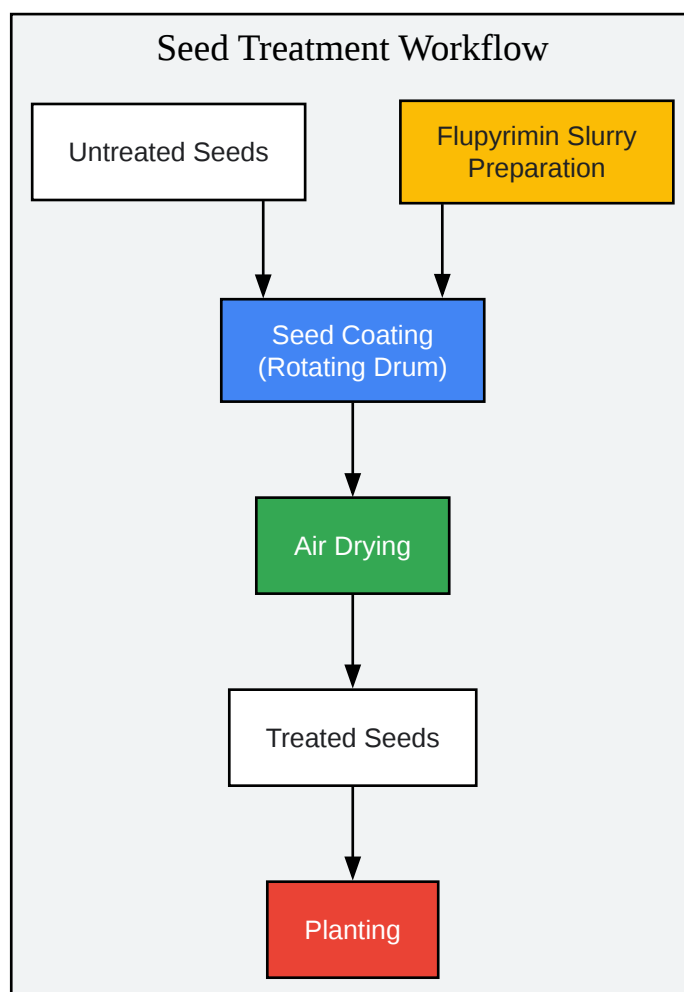 Seed Treatment Workflow
Untreated Seeds
Flupyrimin Slurry
Preparation
Seed Coating
(Rotating Drum)
Air Drying
Treated Seeds
Planting